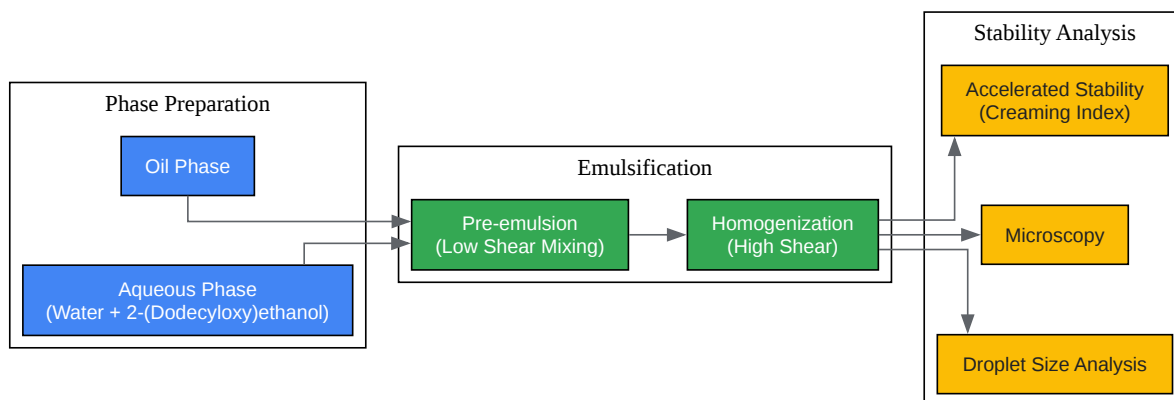 Phase Preparation
Oil Phase
Aqueous Phase
(Water + 2-(Dodecyloxy)ethanol)
Emulsification
Pre-emulsion
(Low Shear Mixing)
Homogenization
(High Shear)
Stability Analysis
Accelerated Stability
(Creaming Index)
Microscopy
Droplet Size Analysis